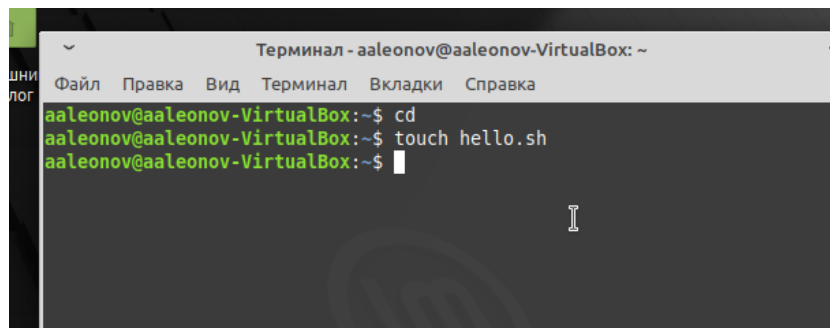 Терминал - aaleonov@aaleonov-VirtualBox: ~
Файл Правка Вид Терминал Вкладки Справка
aaleonov@aaleonov-VirtualBox:~$ cd
aaleonov@aaleonov-VirtualBox:~$ touch hello.sh
aaleonov@aaleonov-VirtualBox:~$